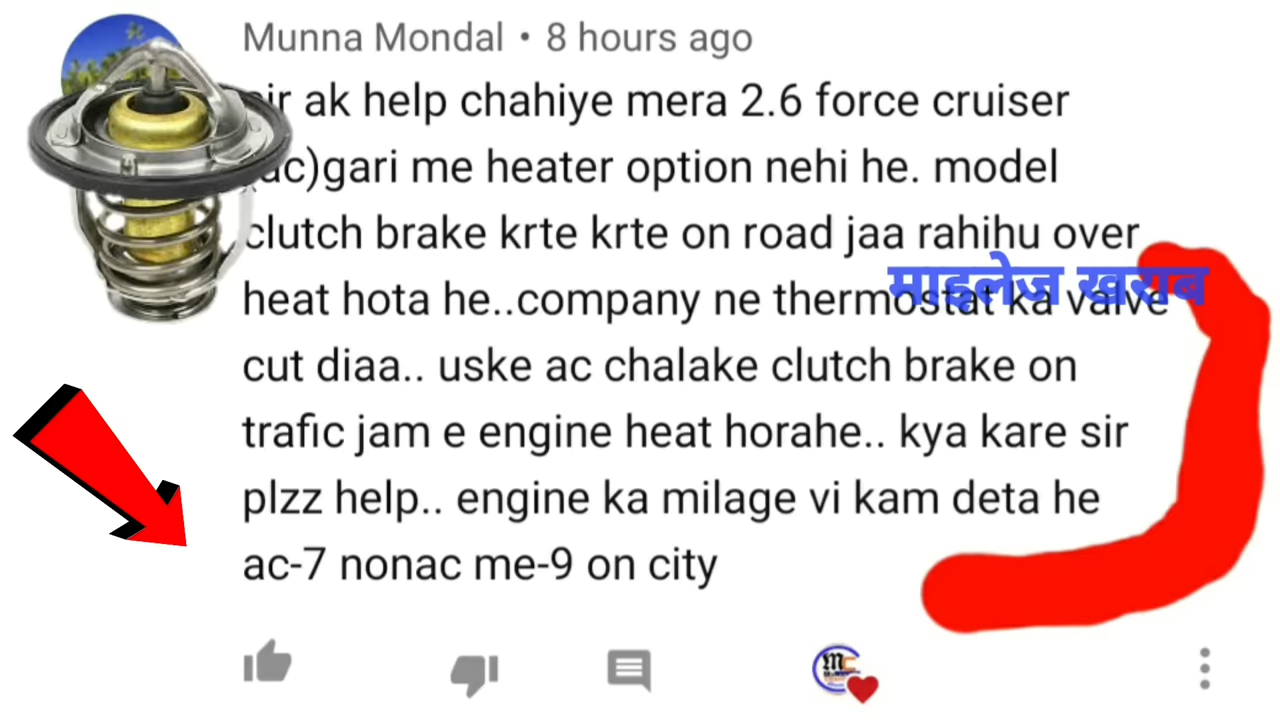 Munna Mondal • 8 hours ago
sir ak help chahiye mera 2.6 force cruiser
(ac)gari me heater option nehi he. model
clutch brake krte krte on road jaa rahihu over
माइलेज खराब
heat hota he..company ne thermostat ka valve
cut diaa.. uske ac chalake clutch brake on
trafic jam e engine heat horahe.. kya kare sir
plzz help.. engine ka milage vi kam deta he
ac-7 nonac me-9 on city